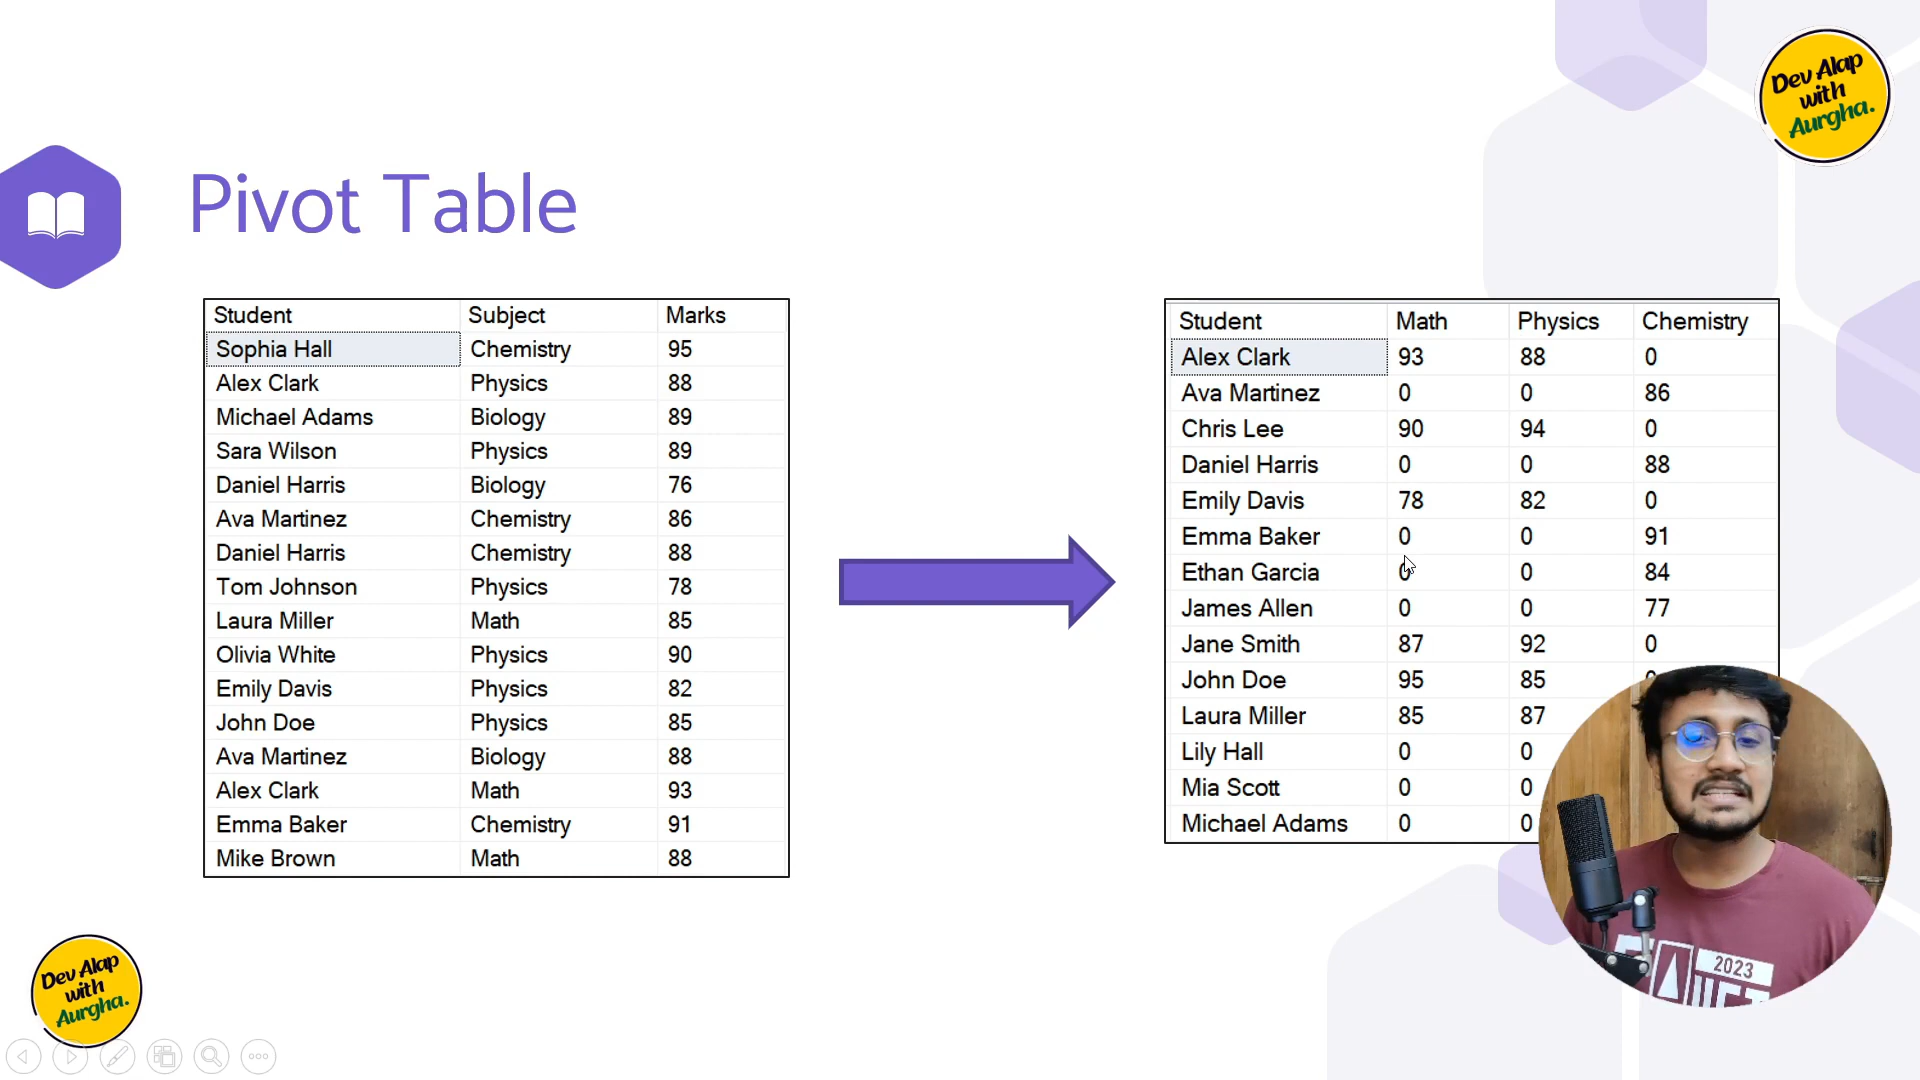 Dev Alap
with
Aurgha.
Pivot Table
Student Subject Marks
Sophia Hall Chemistry 95
Alex Clark Physics 88
Michael Adams Biology 89
Sara Wilson Physics 89
Daniel Harris Biology 76
Ava Martinez Chemistry 86
Daniel Harris Chemistry 88
Tom Johnson Physics 78
Laura Miller Math 85
Olivia White Physics 90
Emily Davis Physics 82
John Doe Physics 85
Ava Martinez Biology 88
Alex Clark Math 93
Emma Baker Chemistry 91
Mike Brown Math 88
Student Math Physics Chemistry
Alex Clark 93 88 0
Ava Martinez 0 0 86
Chris Lee 90 94 0
Daniel Harris 0 0 88
Emily Davis 78 82 0
Emma Baker 0 0 91
Ethan Garcia 0 0 84
James Allen 0 0 77
Jane Smith 87 92 0
John Doe 95 85
Laura Miller 85 87
Lily Hall 0 0
Mia Scott 0 0
Michael Adams 0 0
2023
Dev Alap
with
Aurgha.